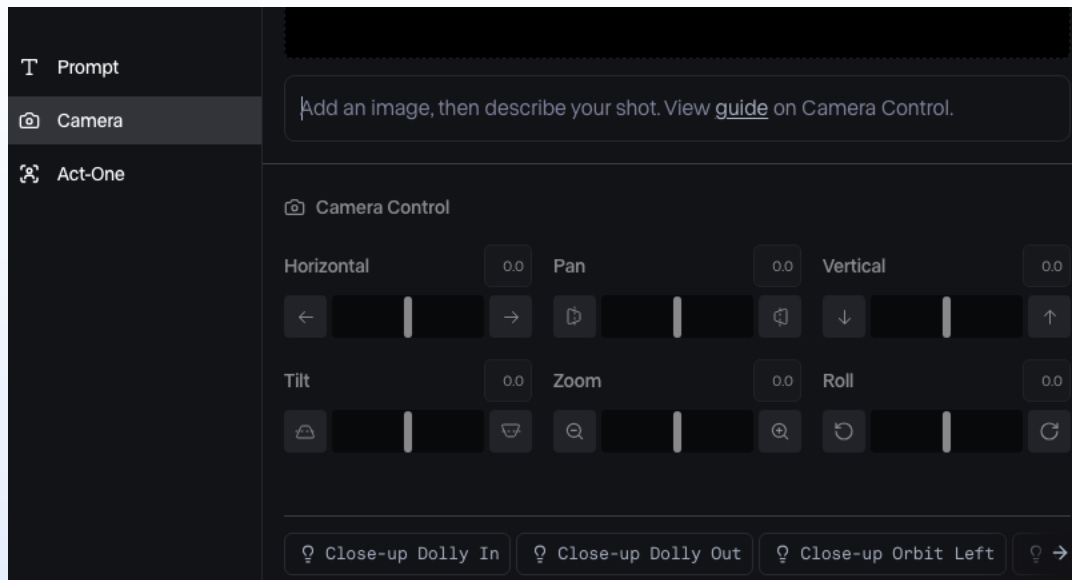 Prompt
Camera
Act-One
Add an image, then describe your shot. View guide on Camera Control.
Camera Control
Horizontal 0.0 Pan 0.0 Vertical 0.0
Tilt 0.0 Zoom 0.0 Roll 0.0
Close-up Dolly In Close-up Dolly Out Close-up Orbit Left